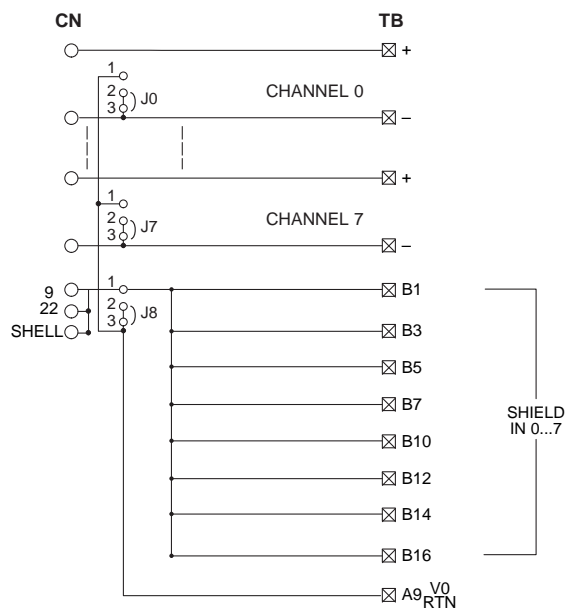 CN TB
+
1
2 J0 CHANNEL 0
3
–
+
1
2 J7 CHANNEL 7
3
–
9 1 B1
22 2 J8
SHELL 3 B3
B5
B7
SHIELD
IN 0...7
B10
B12
B14
B16
A9 V0
RTN